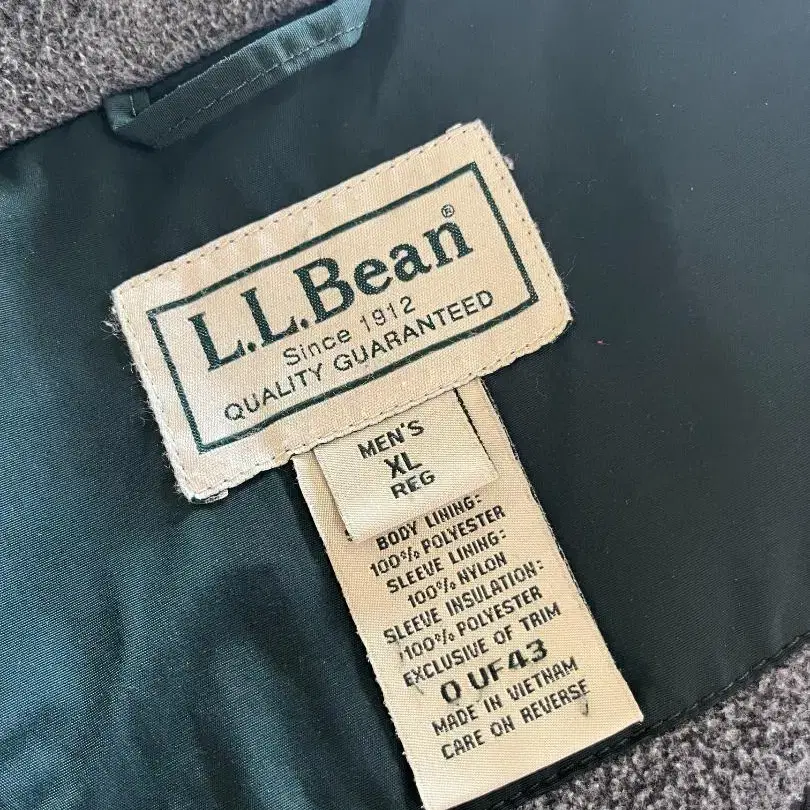 L.L.Bean®
Since 1912
QUALITY GUARANTEED
MEN'S
XL
REG
BODY LINING:
100% POLYESTER
SLEEVE LINING:
100% NYLON
SLEEVE INSULATION:
100% POLYESTER
EXCLUSIVE OF TRIM
0 UF43
MADE IN VIETNAM
CARE ON REVERSE